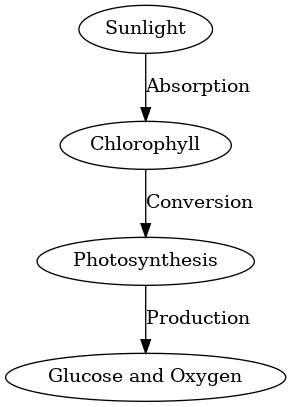 Sunlight
Absorption
Chlorophyll
Conversion
Photosynthesis
Production
Glucose and Oxygen